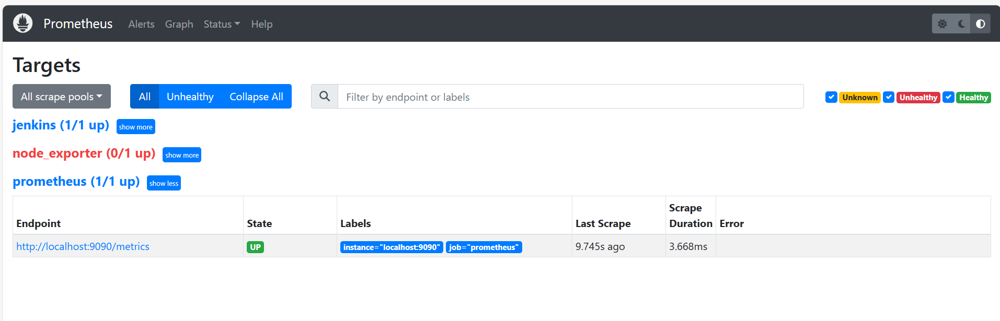 Prometheus Alerts Graph Status Help
Targets
All scrape pools All Unhealthy Collapse All Filter by endpoint or labels Unknown Unhealthy Healthy
jenkins (1/1 up) show more
node_exporter (0/1 up) show more
prometheus (1/1 up) show less
Endpoint State Labels Last Scrape Scrape Duration Error
http://localhost:9090/metrics UP instance="localhost:9090" job="prometheus" 9.745s ago 3.668ms